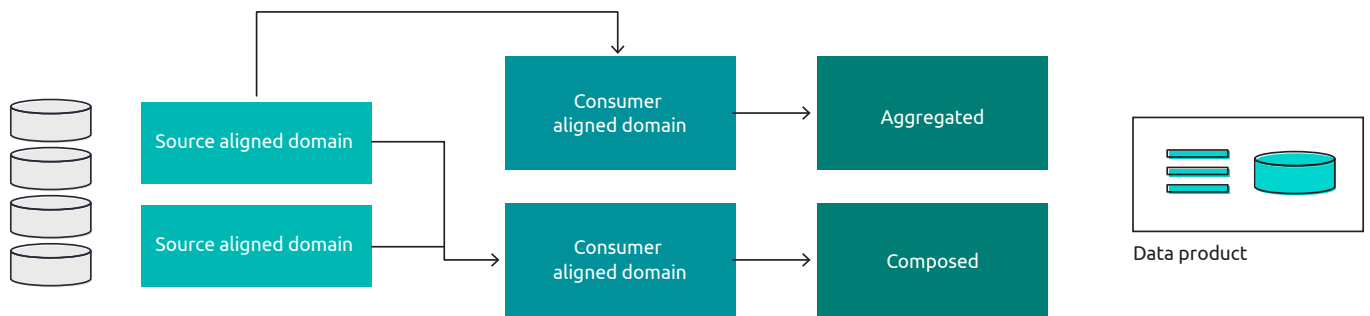 Source aligned domain
Source aligned domain
Consumer
aligned domain
Consumer
aligned domain
Aggregated
Composed
Data product